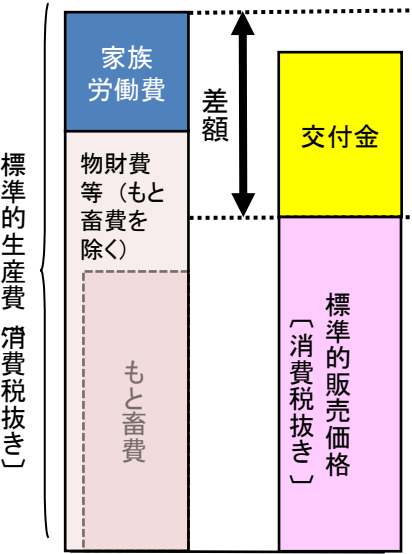 標準的生産費〔消費税抜き〕
家族
労働費
物財費
等（もと
畜費を
除く）
もと畜費
差額
交付金
標準的販売価格
〔消費税抜き〕